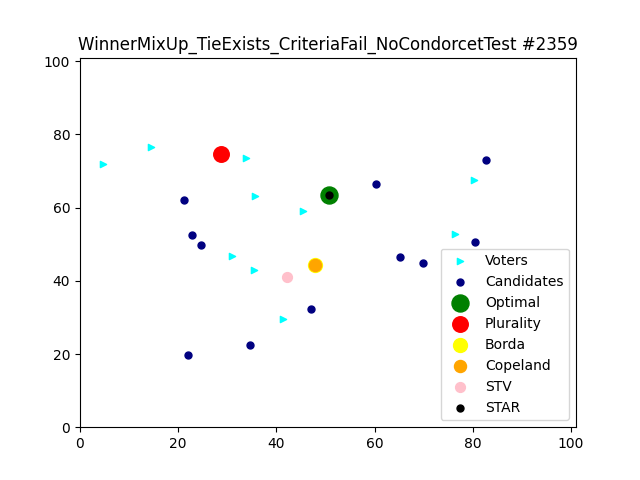 WinnerMixUp_TieExists_CriteriaFail_NoCondorcetTest #2359
100
80
60
40
20
0
0 20 40 60 80 100
Voters
Candidates
Optimal
Plurality
Borda
Copeland
STV
STAR